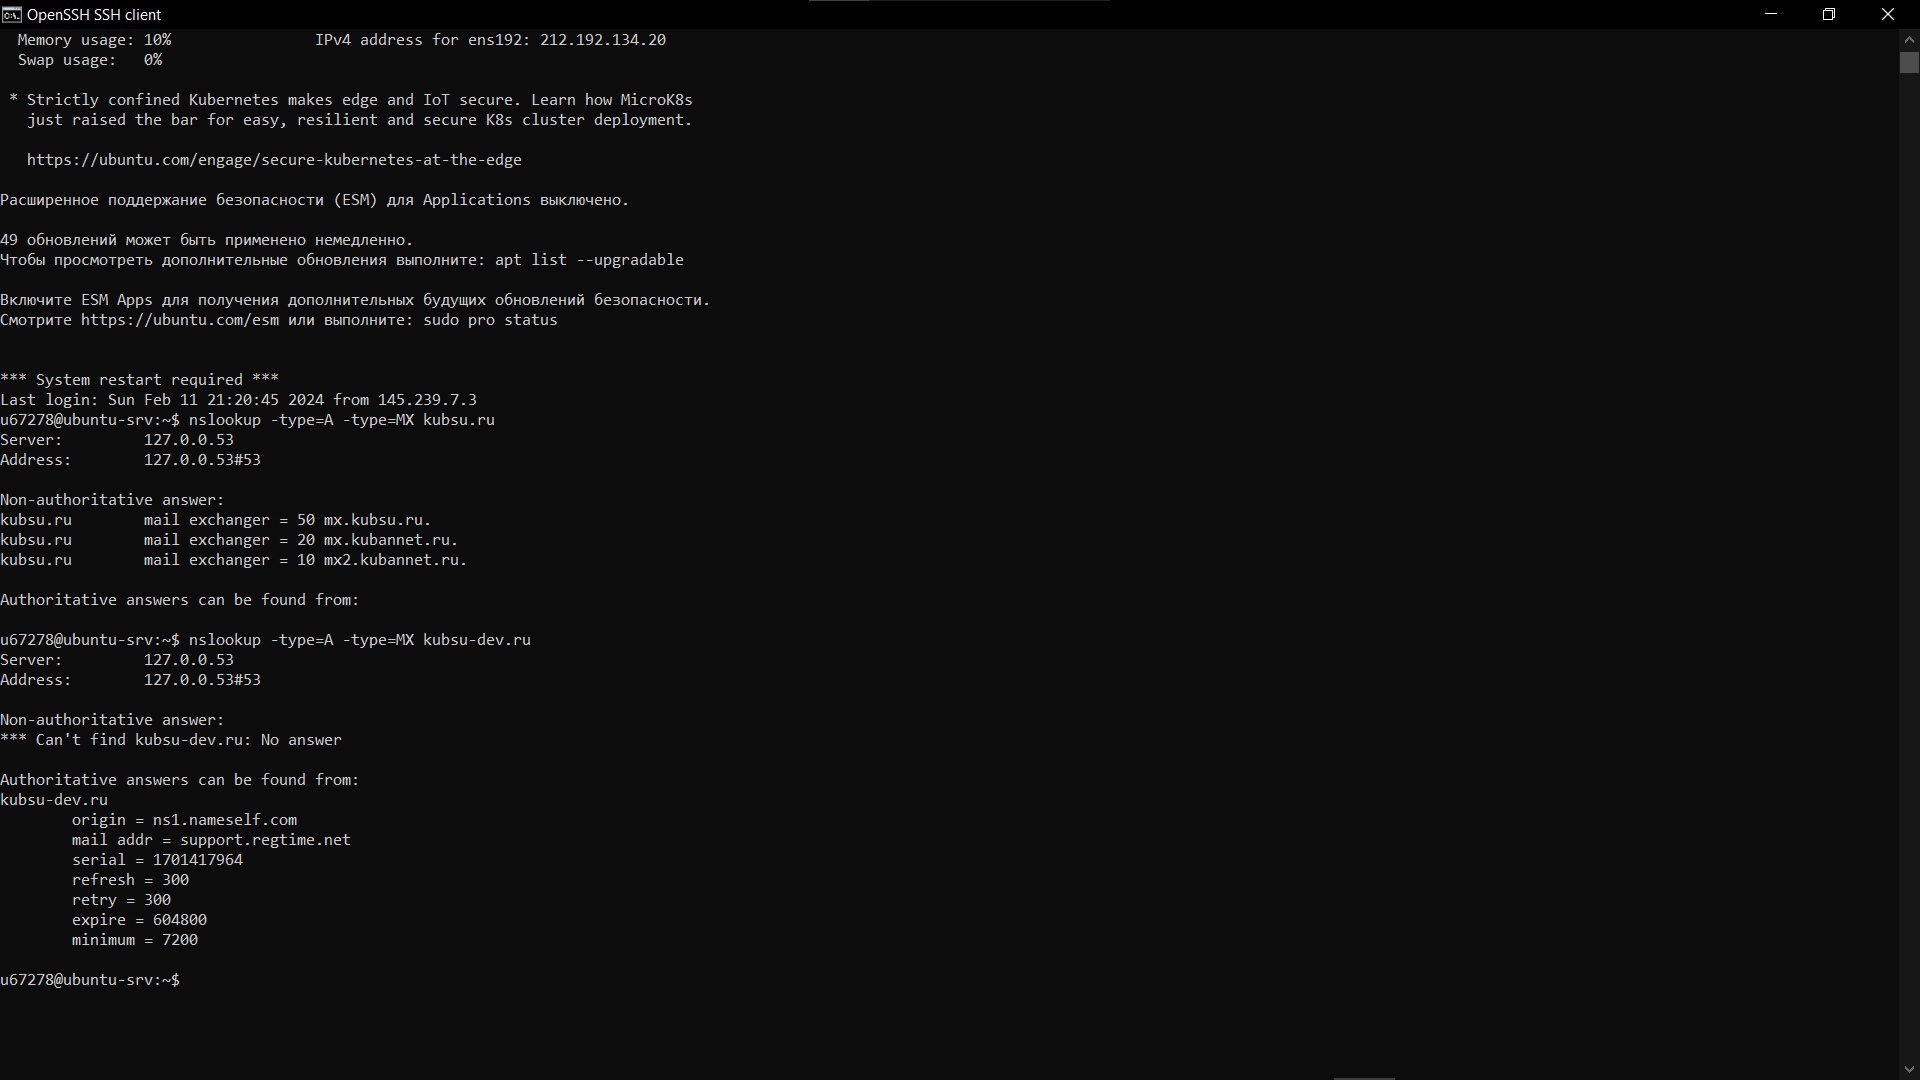 OpenSSH SSH client
Memory usage: 10% IPv4 address for ens192: 212.192.134.20
Swap usage: 0%
* Strictly confined Kubernetes makes edge and IoT secure. Learn how MicroK8s
just raised the bar for easy, resilient and secure K8s cluster deployment.
https://ubuntu.com/engage/secure-kubernetes-at-the-edge
Расширенное поддержание безопасности (ESM) для Applications выключено.
49 обновлений может быть применено немедленно.
Чтобы просмотреть дополнительные обновления выполните: apt list --upgradable
Включите ESM Apps для получения дополнительных будущих обновлений безопасности.
Смотрите https://ubuntu.com/esm или выполните: sudo pro status
*** System restart required ***
Last login: Sun Feb 11 21:20:45 2024 from 145.239.7.3
u67278@ubuntu-srv:~$ nslookup -type=A -type=MX kubsu.ru
Server: 127.0.0.53
Address: 127.0.0.53#53
Non-authoritative answer:
kubsu.ru mail exchanger = 50 mx.kubsu.ru.
kubsu.ru mail exchanger = 20 mx.kubannet.ru.
kubsu.ru mail exchanger = 10 mx2.kubannet.ru.
Authoritative answers can be found from:
u67278@ubuntu-srv:~$ nslookup -type=A -type=MX kubsu-dev.ru
Server: 127.0.0.53
Address: 127.0.0.53#53
Non-authoritative answer:
*** Can't find kubsu-dev.ru: No answer
Authoritative answers can be found from:
kubsu-dev.ru
origin = ns1.nameself.com
mail addr = support.regtime.net
serial = 1701417964
refresh = 300
retry = 300
expire = 604800
minimum = 7200
u67278@ubuntu-srv:~$